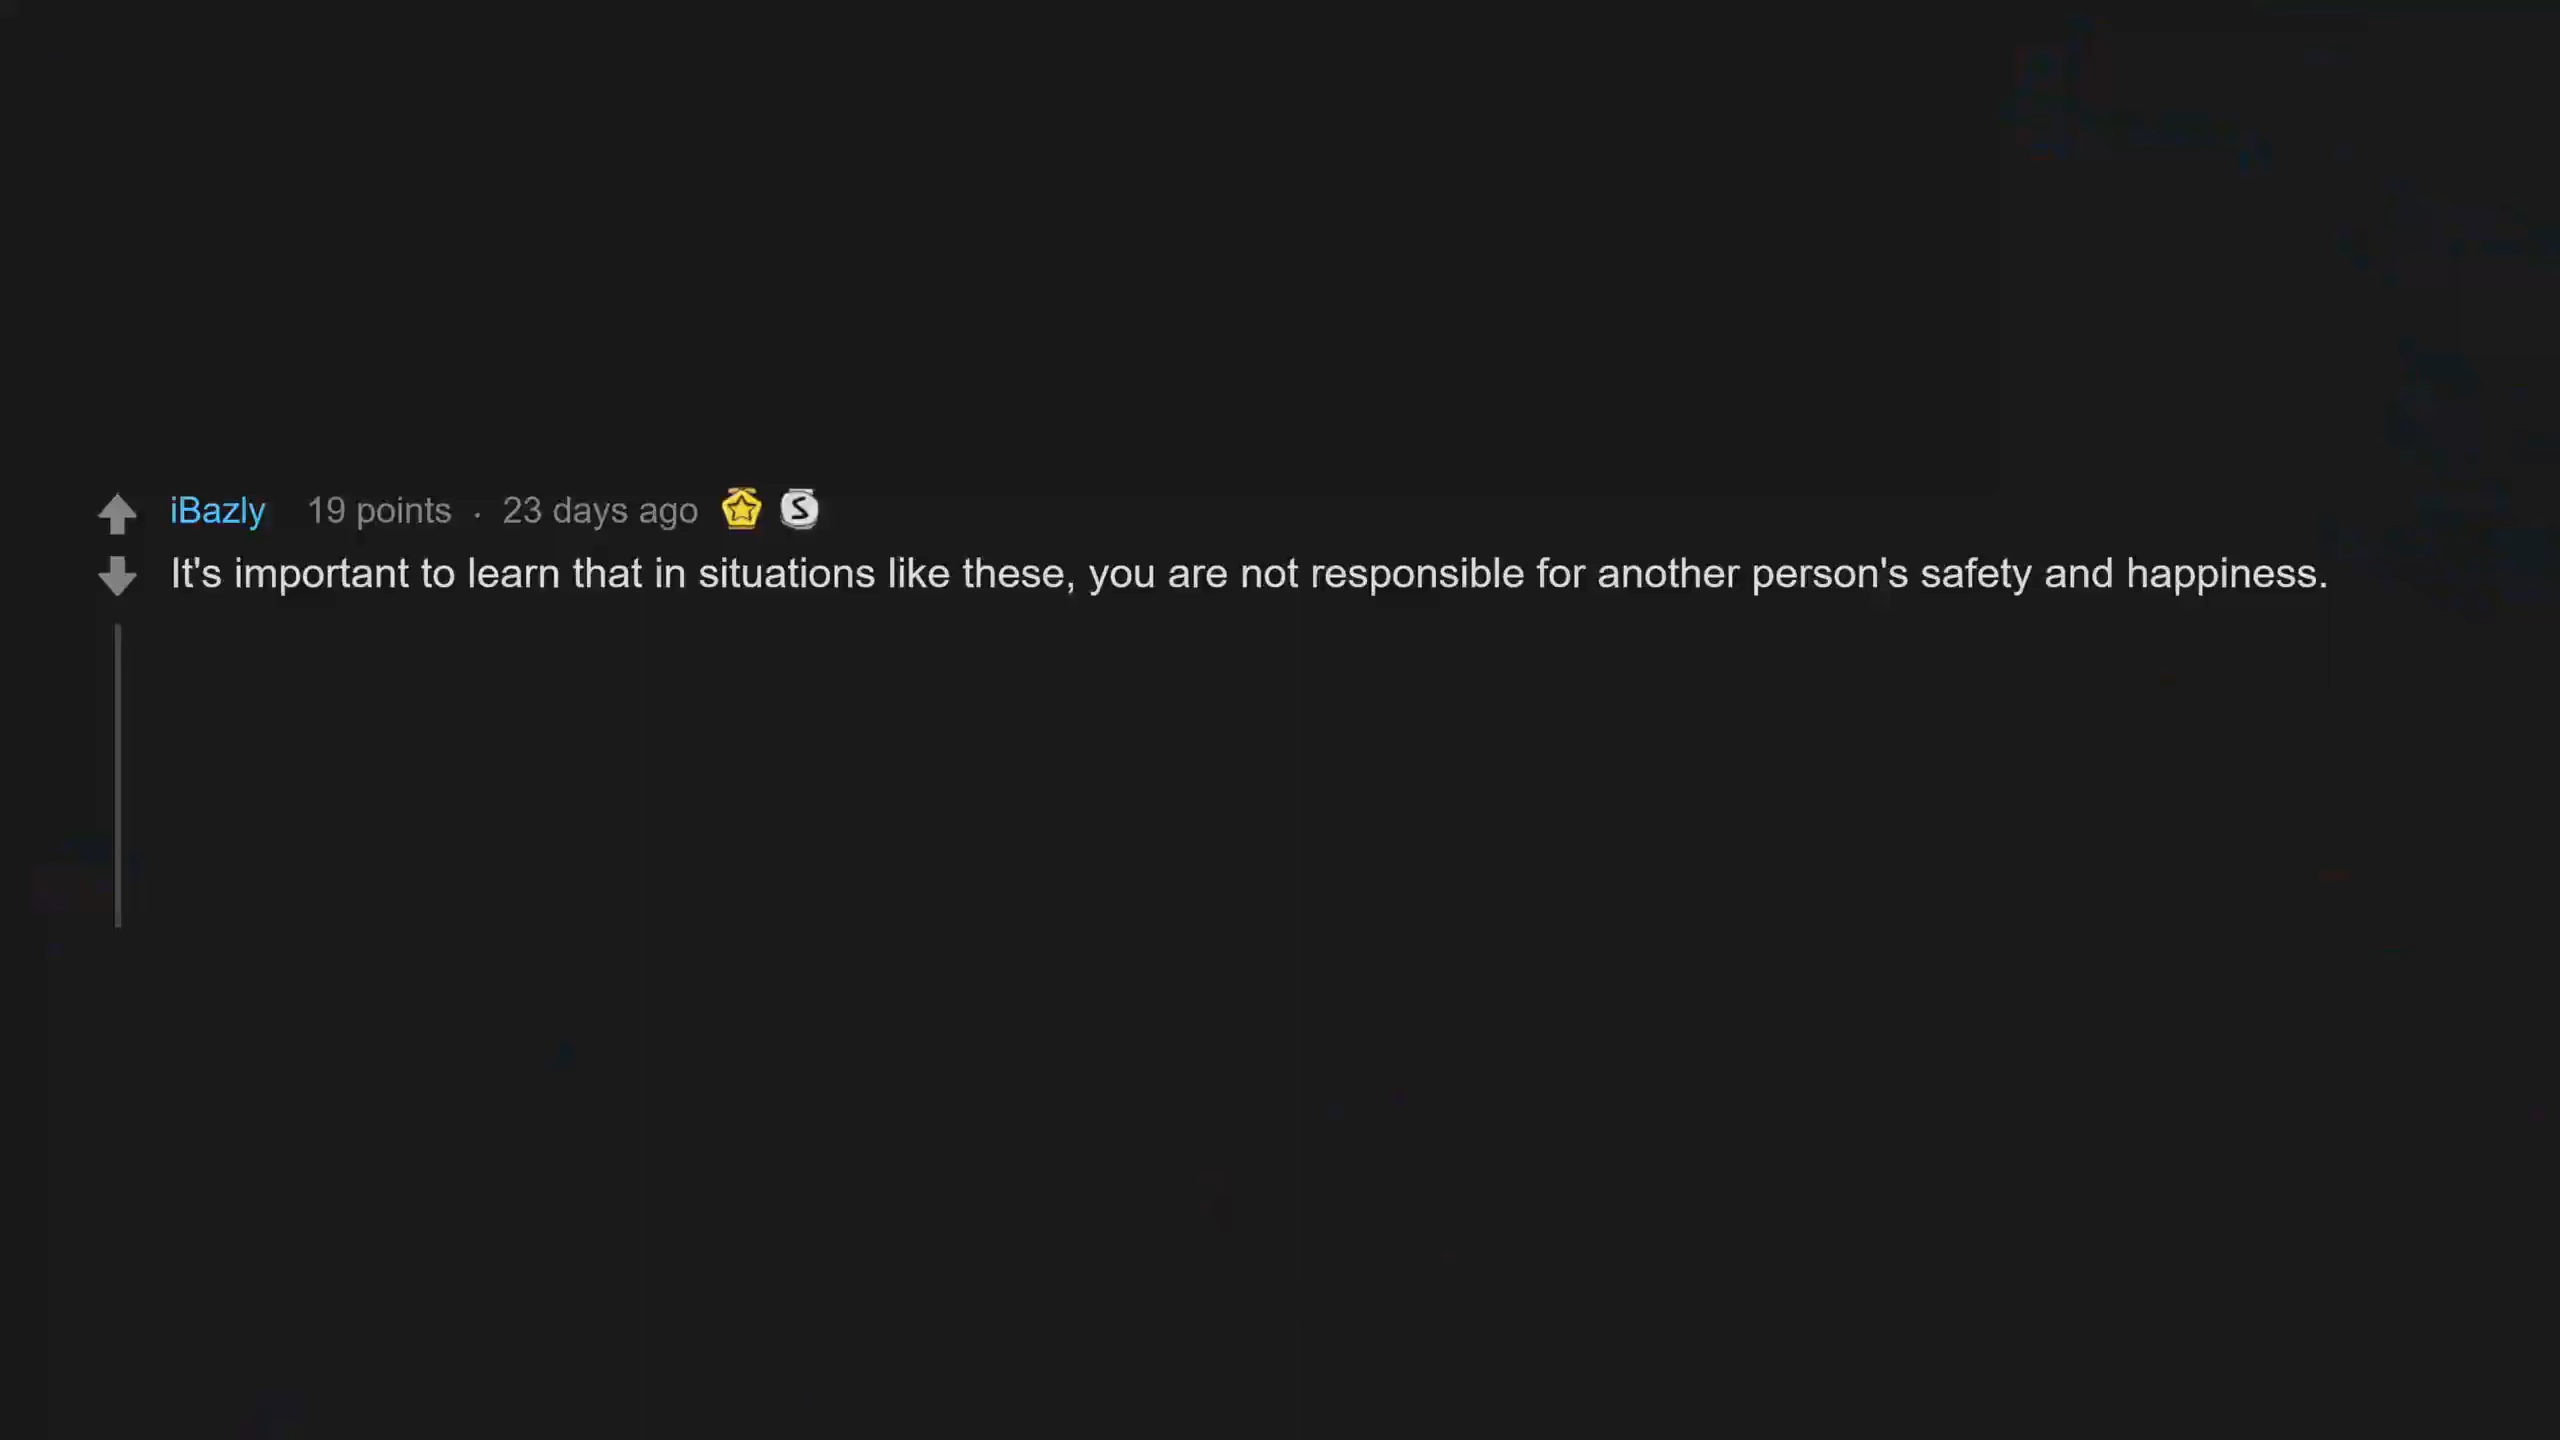 iBazly 19 points · 23 days ago S
It's important to learn that in situations like these, you are not responsible for another person's safety and happiness.